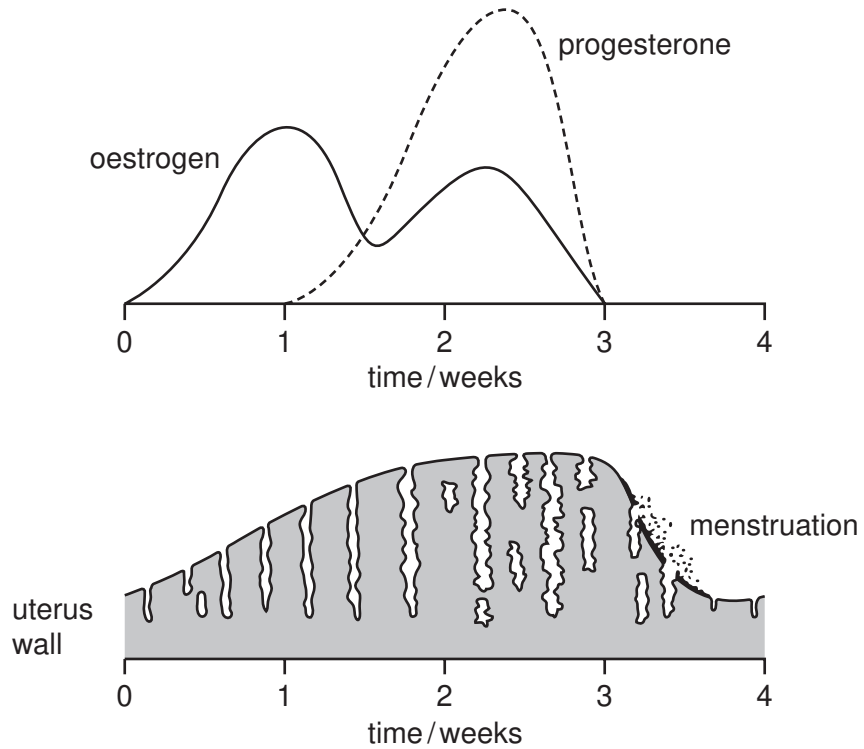 progesterone
oestrogen
0 1 2 3 4
time / weeks
menstruation
uterus
wall
0 1 2 3 4
time / weeks